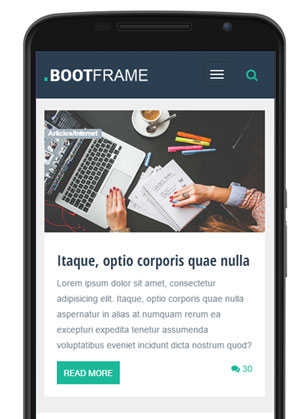 .BOOTFRAME
Articles/Internet
Itaque, optio corporis quae nulla
Lorem ipsum dolor sit amet, consectetur
adipisicing elit. Itaque, optio corporis quae nulla
aspernatur in alias at numquam rerum ea
excepturi expedita tenetur assumenda
voluptatibus eveniet incidunt dicta nostrum quod?
READ MORE
30